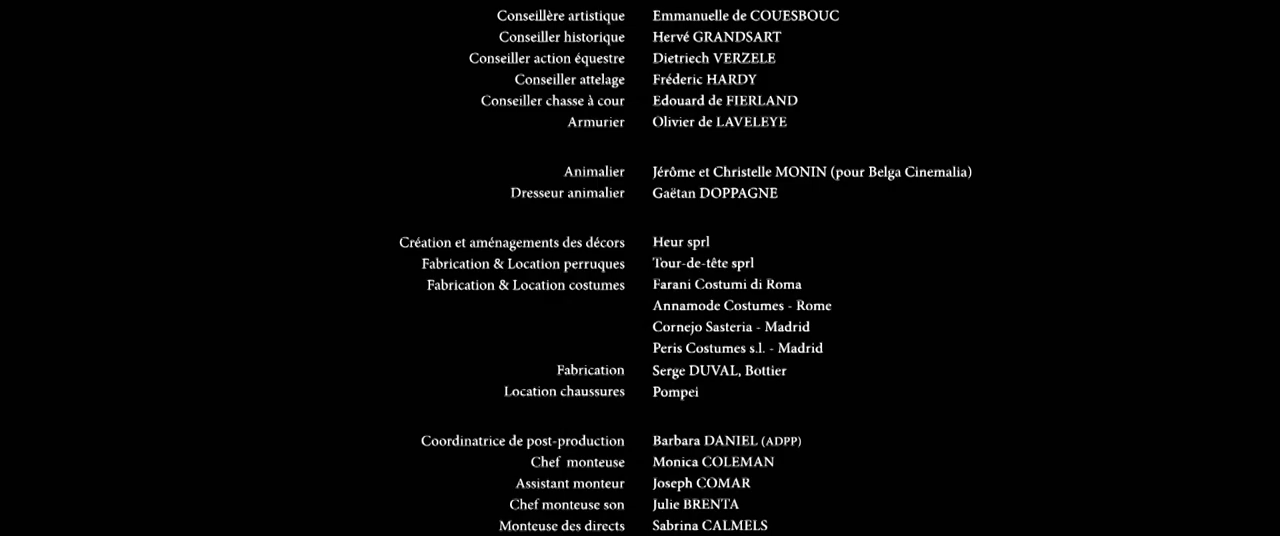 Conseillère artistique Emmanuelle de COUESBOUC
Conseiller historique Hervé GRANDSART
Conseiller action équestre Dietriech VERZELE
Conseiller attelage Fréderic HARDY
Conseiller chasse à cour Edouard de FIERLAND
Armurier Olivier de LAVELEYE
Animalier Jérôme et Christelle MONIN (pour Belga Cinemalia)
Dresseur animalier Gaëtan DOPPAGNE
Création et aménagements des décors Heur sprl
Fabrication & Location perruques Tour-de-tête sprl
Fabrication & Location costumes Farani Costumi di Roma
Annamode Costumes - Rome
Cornejo Sasteria - Madrid
Peris Costumes s.l. - Madrid
Fabrication Serge DUVAL, Bottier
Location chaussures Pompei
Coordinatrice de post-production Barbara DANIEL (ADPP)
Chef monteuse Monica COLEMAN
Assistant monteur Joseph COMAR
Chef monteuse son Julie BRENTA
Monteuse des directs Sabrina CALMELS